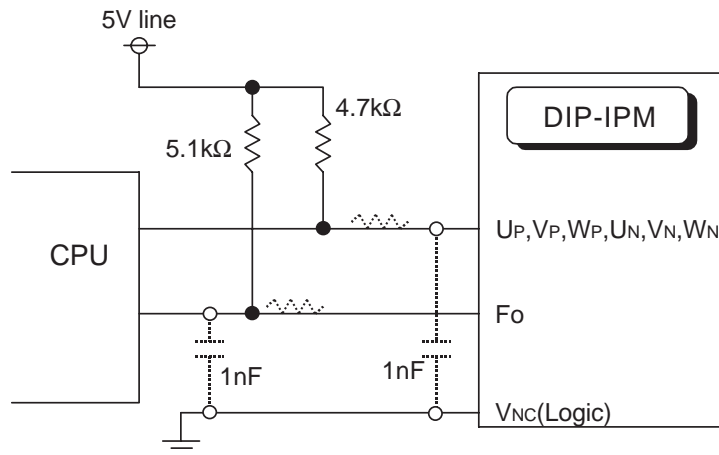 5V line
4.7kΩ
5.1kΩ
DIP-IPM
CPU
UP,VP,WP,UN,VN,WN
Fo
1nF
1nF
VNC(Logic)